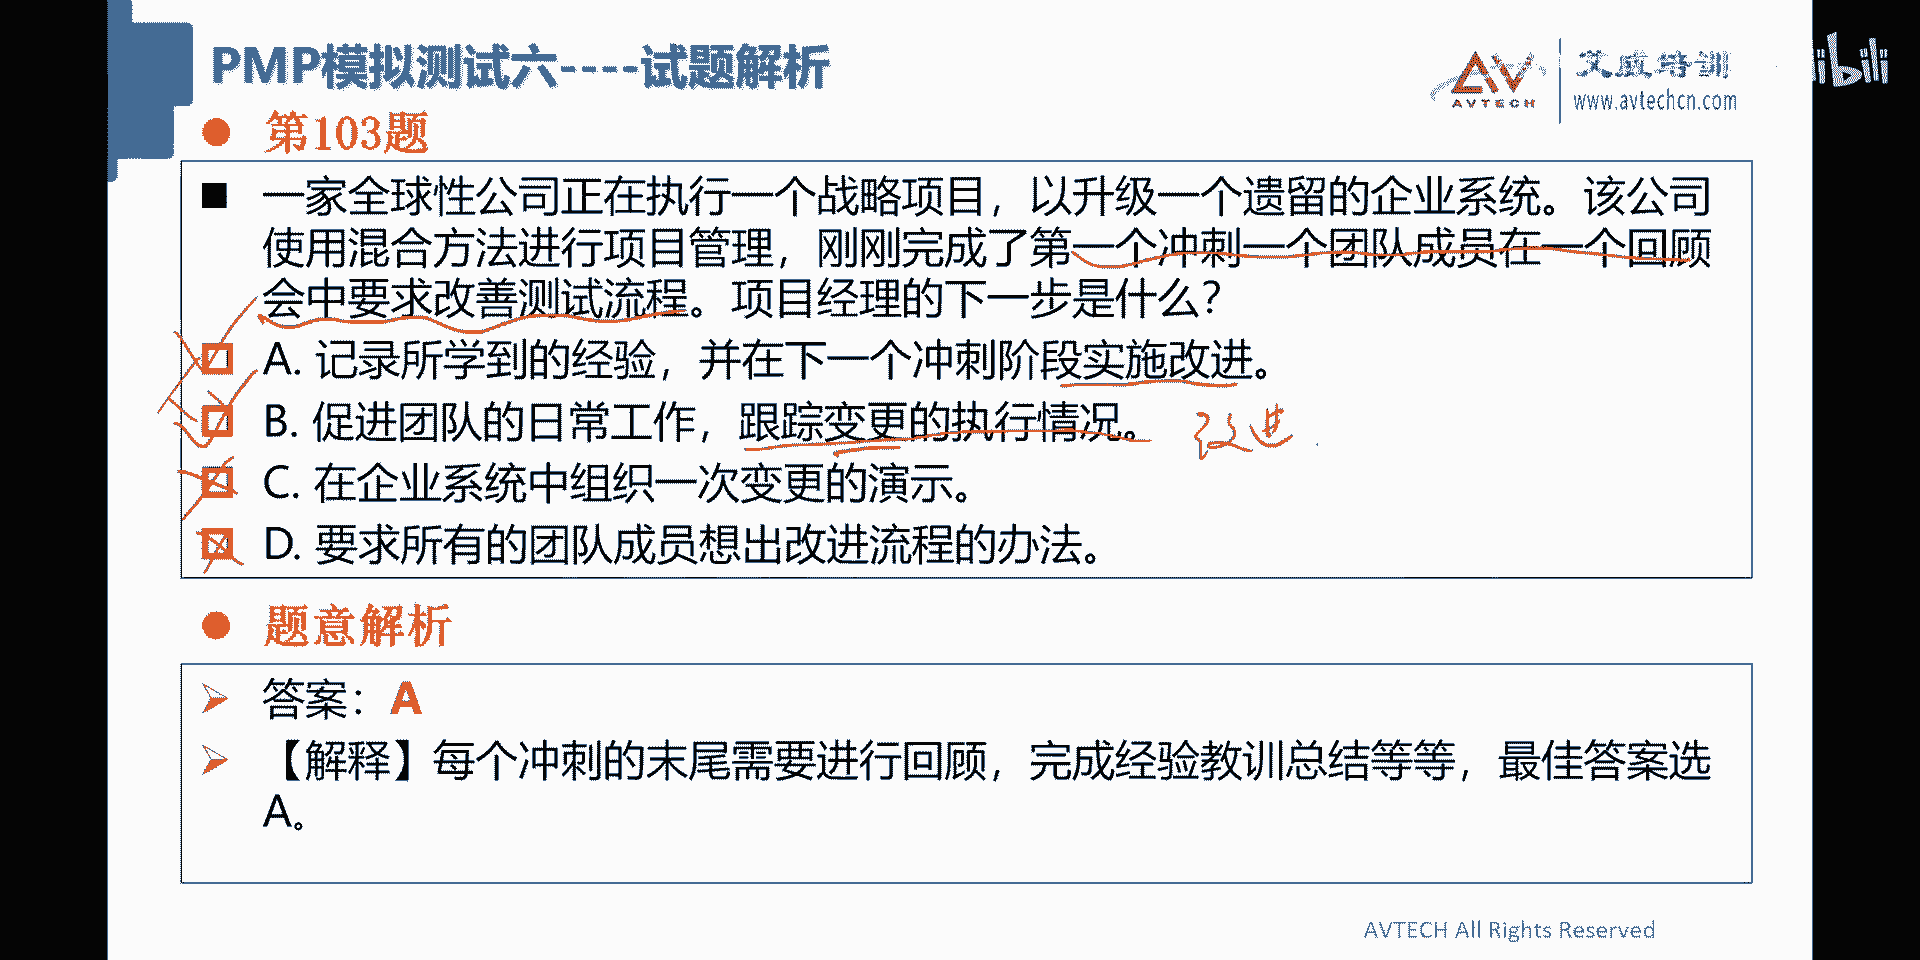 PMP模拟测试六----试题解析
AVTECH
艾威培训
www.avtechcn.com
第103题
一家全球性公司正在执行一个战略项目，以升级一个遗留的企业系统。该公司
使用混合方法进行项目管理，刚刚完成了第一个冲刺一个团队成员在一个回顾
会中要求改善测试流程。项目经理的下一步是什么？
A. 记录所学到的经验，并在下一个冲刺阶段实施改进。
B. 促进团队的日常工作，跟踪变更的执行情况。
改进
C. 在企业系统中组织一次变更的演示。
D. 要求所有的团队成员想出改进流程的办法。
题意解析
答案：A
【解释】每个冲刺的末尾需要进行回顾，完成经验教训总结等等，最佳答案选
A。
AVTECH All Rights Reserved